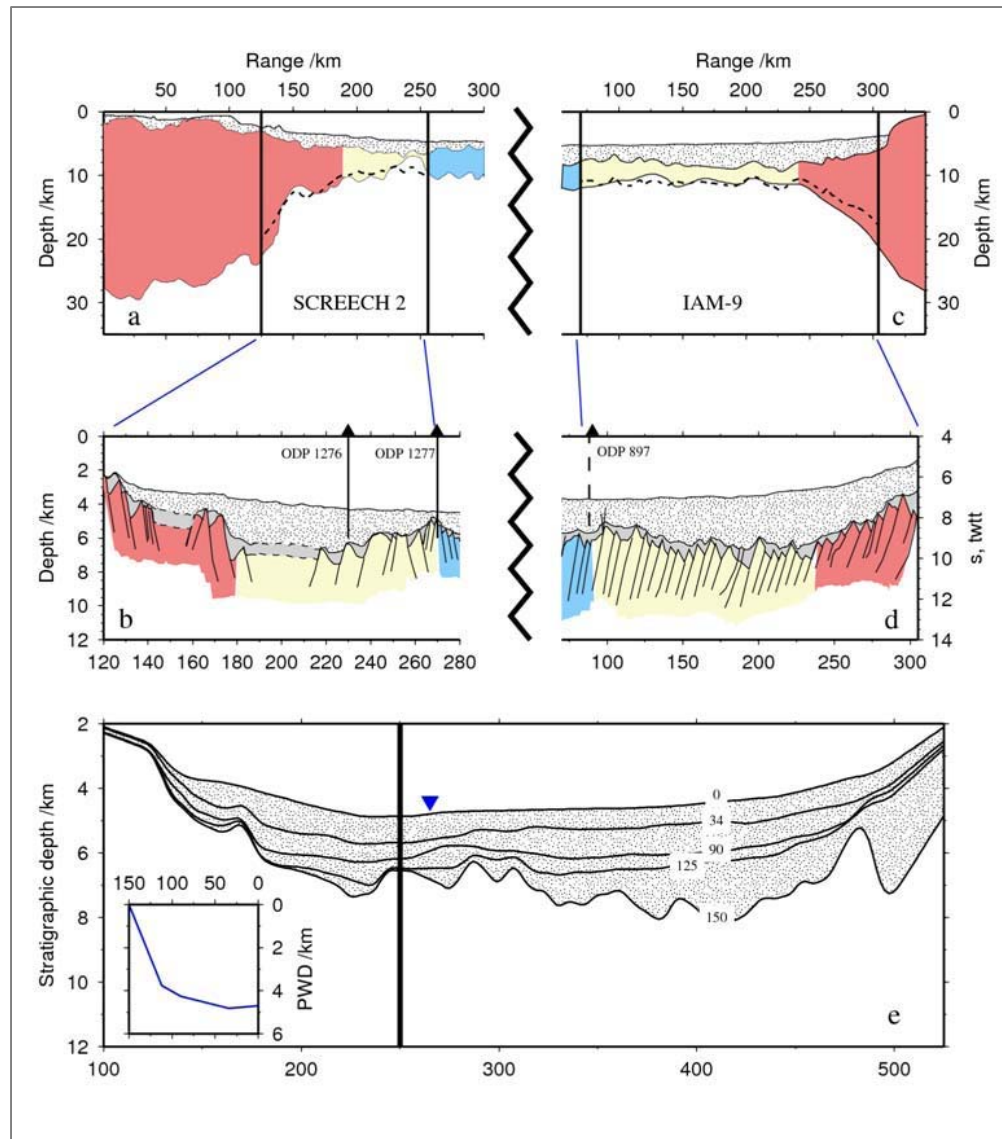 Range /km
50 100 150 200 250 300
0
10
20
30
Depth /km
a
SCREECH 2
Range /km
100 150 200 250 300
0
10
20
30
Depth /km
IAM-9
c
0
2
4
6
8
10
12
Depth /km
ODP 1276
ODP 1277
b
120 140 160 180 200 220 240 260 280
ODP 897
4
6
8
10
12
14
s, twtt
d
100 150 200 250 300
2
4
6
8
10
12
Stratigraphic depth /km
0
34
90
125
150
150 100 50 0
0
2
4
6
PWD /km
e
100 200 300 400 500